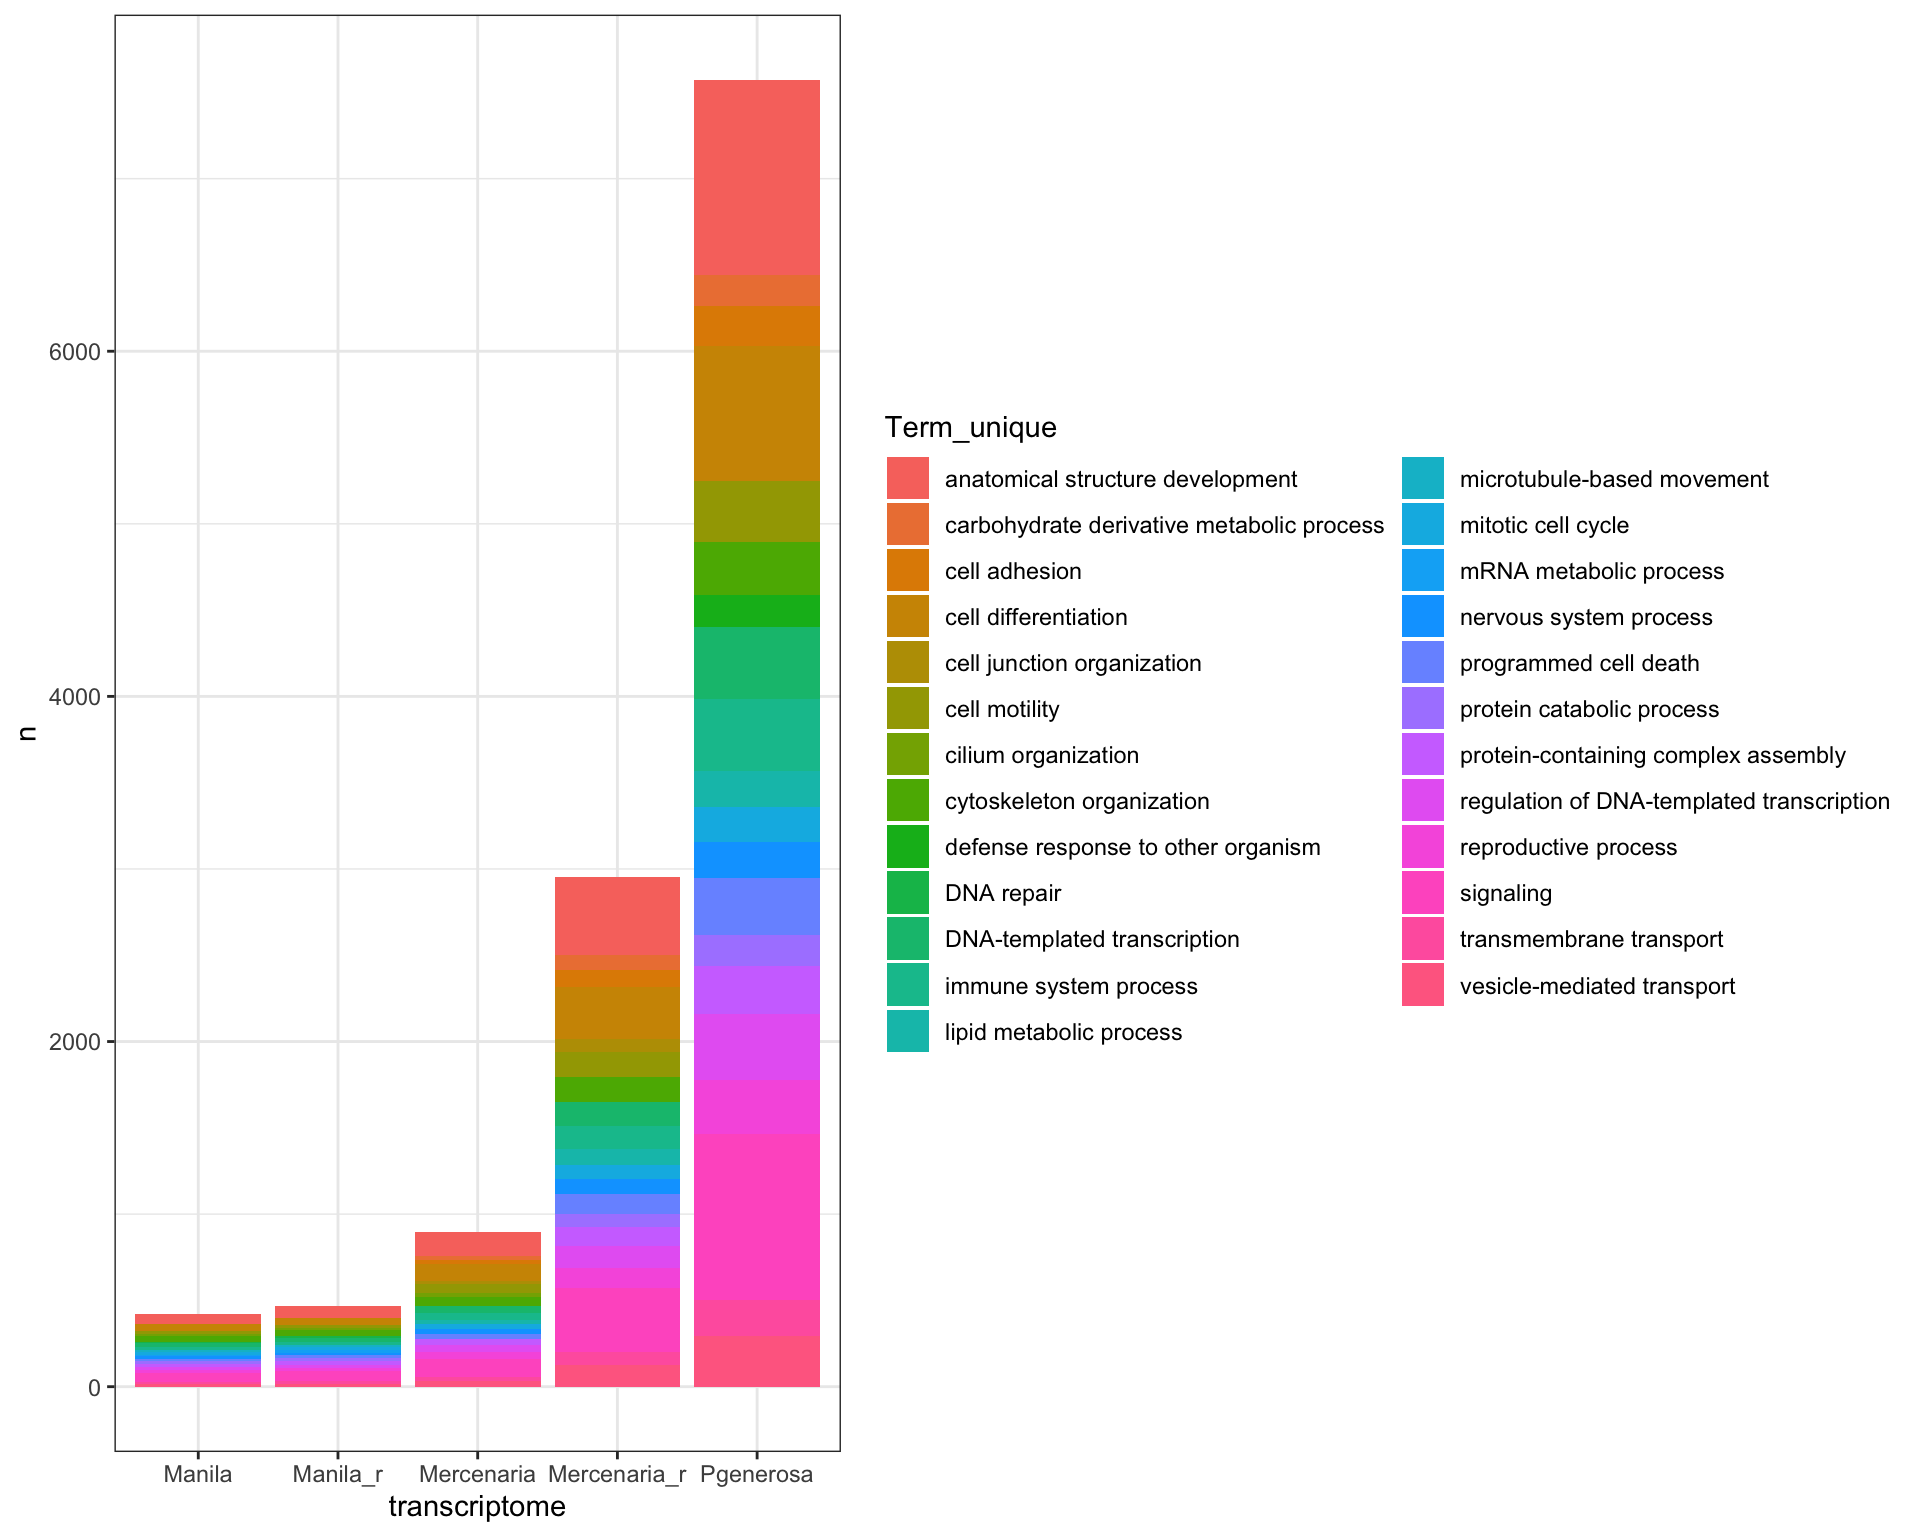 6000
4000
2000
0
n
Manila
Manila_r
Mercenaria
Mercenaria_r
Pgenerosa
transcriptome
Term_unique
anatomical structure development
carbohydrate derivative metabolic process
cell adhesion
cell differentiation
cell junction organization
cell motility
cilium organization
cytoskeleton organization
defense response to other organism
DNA repair
DNA-templated transcription
immune system process
lipid metabolic process
microtubule-based movement
mitotic cell cycle
mRNA metabolic process
nervous system process
programmed cell death
protein catabolic process
protein-containing complex assembly
regulation of DNA-templated transcription
reproductive process
signaling
transmembrane transport
vesicle-mediated transport